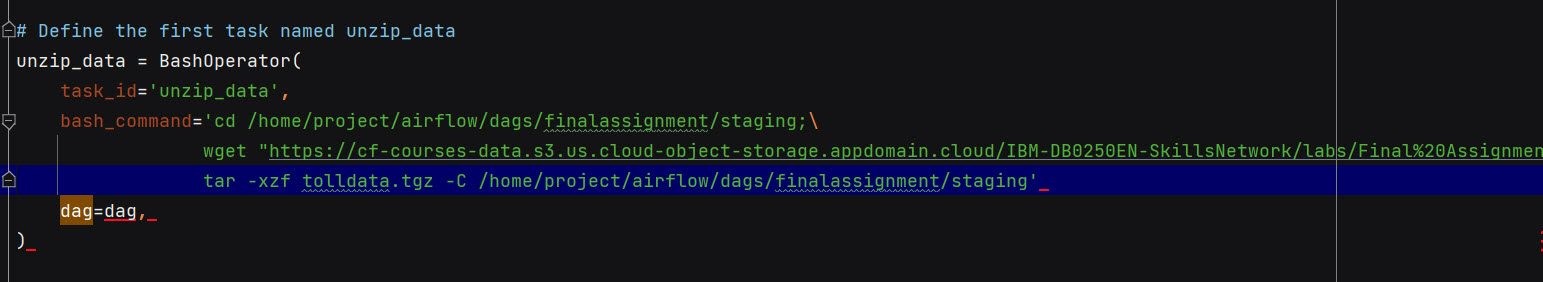 # Define the first task named unzip_data
unzip_data = BashOperator(
    task_id='unzip_data',
    bash_command='cd /home/project/airflow/dags/finalassignment/staging;\
                 wget "https://cf-courses-data.s3.us.cloud-object-storage.appdomain.cloud/IBM-DB0250EN-SkillsNetwork/labs/Final%20Assignmen
                 tar -xzf tolldata.tgz -C /home/project/airflow/dags/finalassignment/staging'
    dag=dag,
)